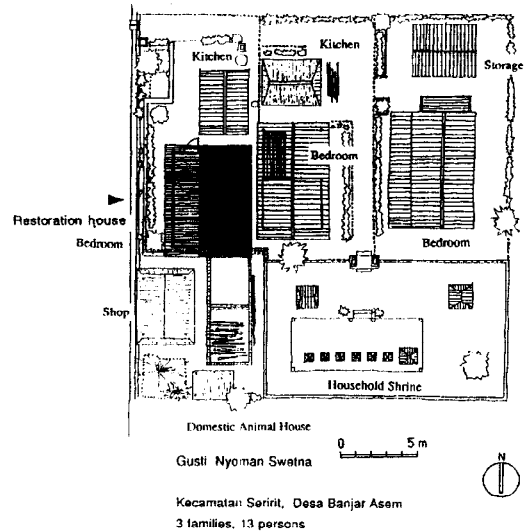 Kitchen
Kitchen
Storage
Bedroom
Restoration house
Bedroom
Bedroom
Shop
Household Shrine
Domestic Animal House
0 5 m
Gusti Nyoman Swetna
N
Kecamatan Seririt, Desa Banjar Asem
3 families, 13 persons